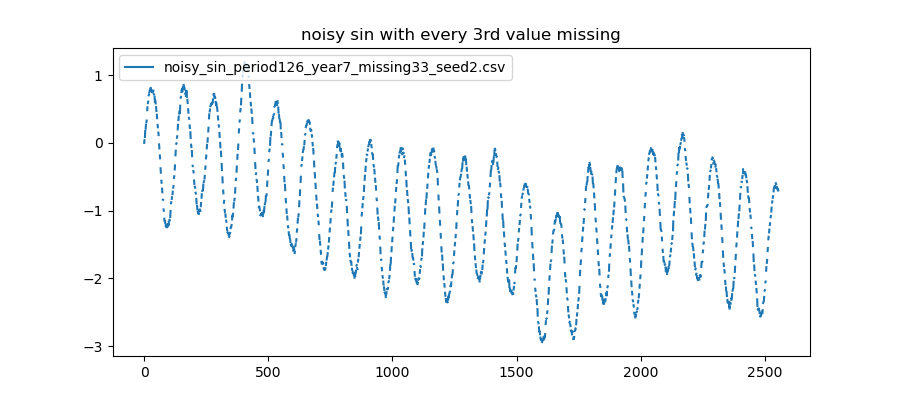 noisy sin with every 3rd value missing
noisy_sin_period126_year7_missing33_seed2.csv
1
0
−1
−2
−3
0 500 1000 1500 2000 2500